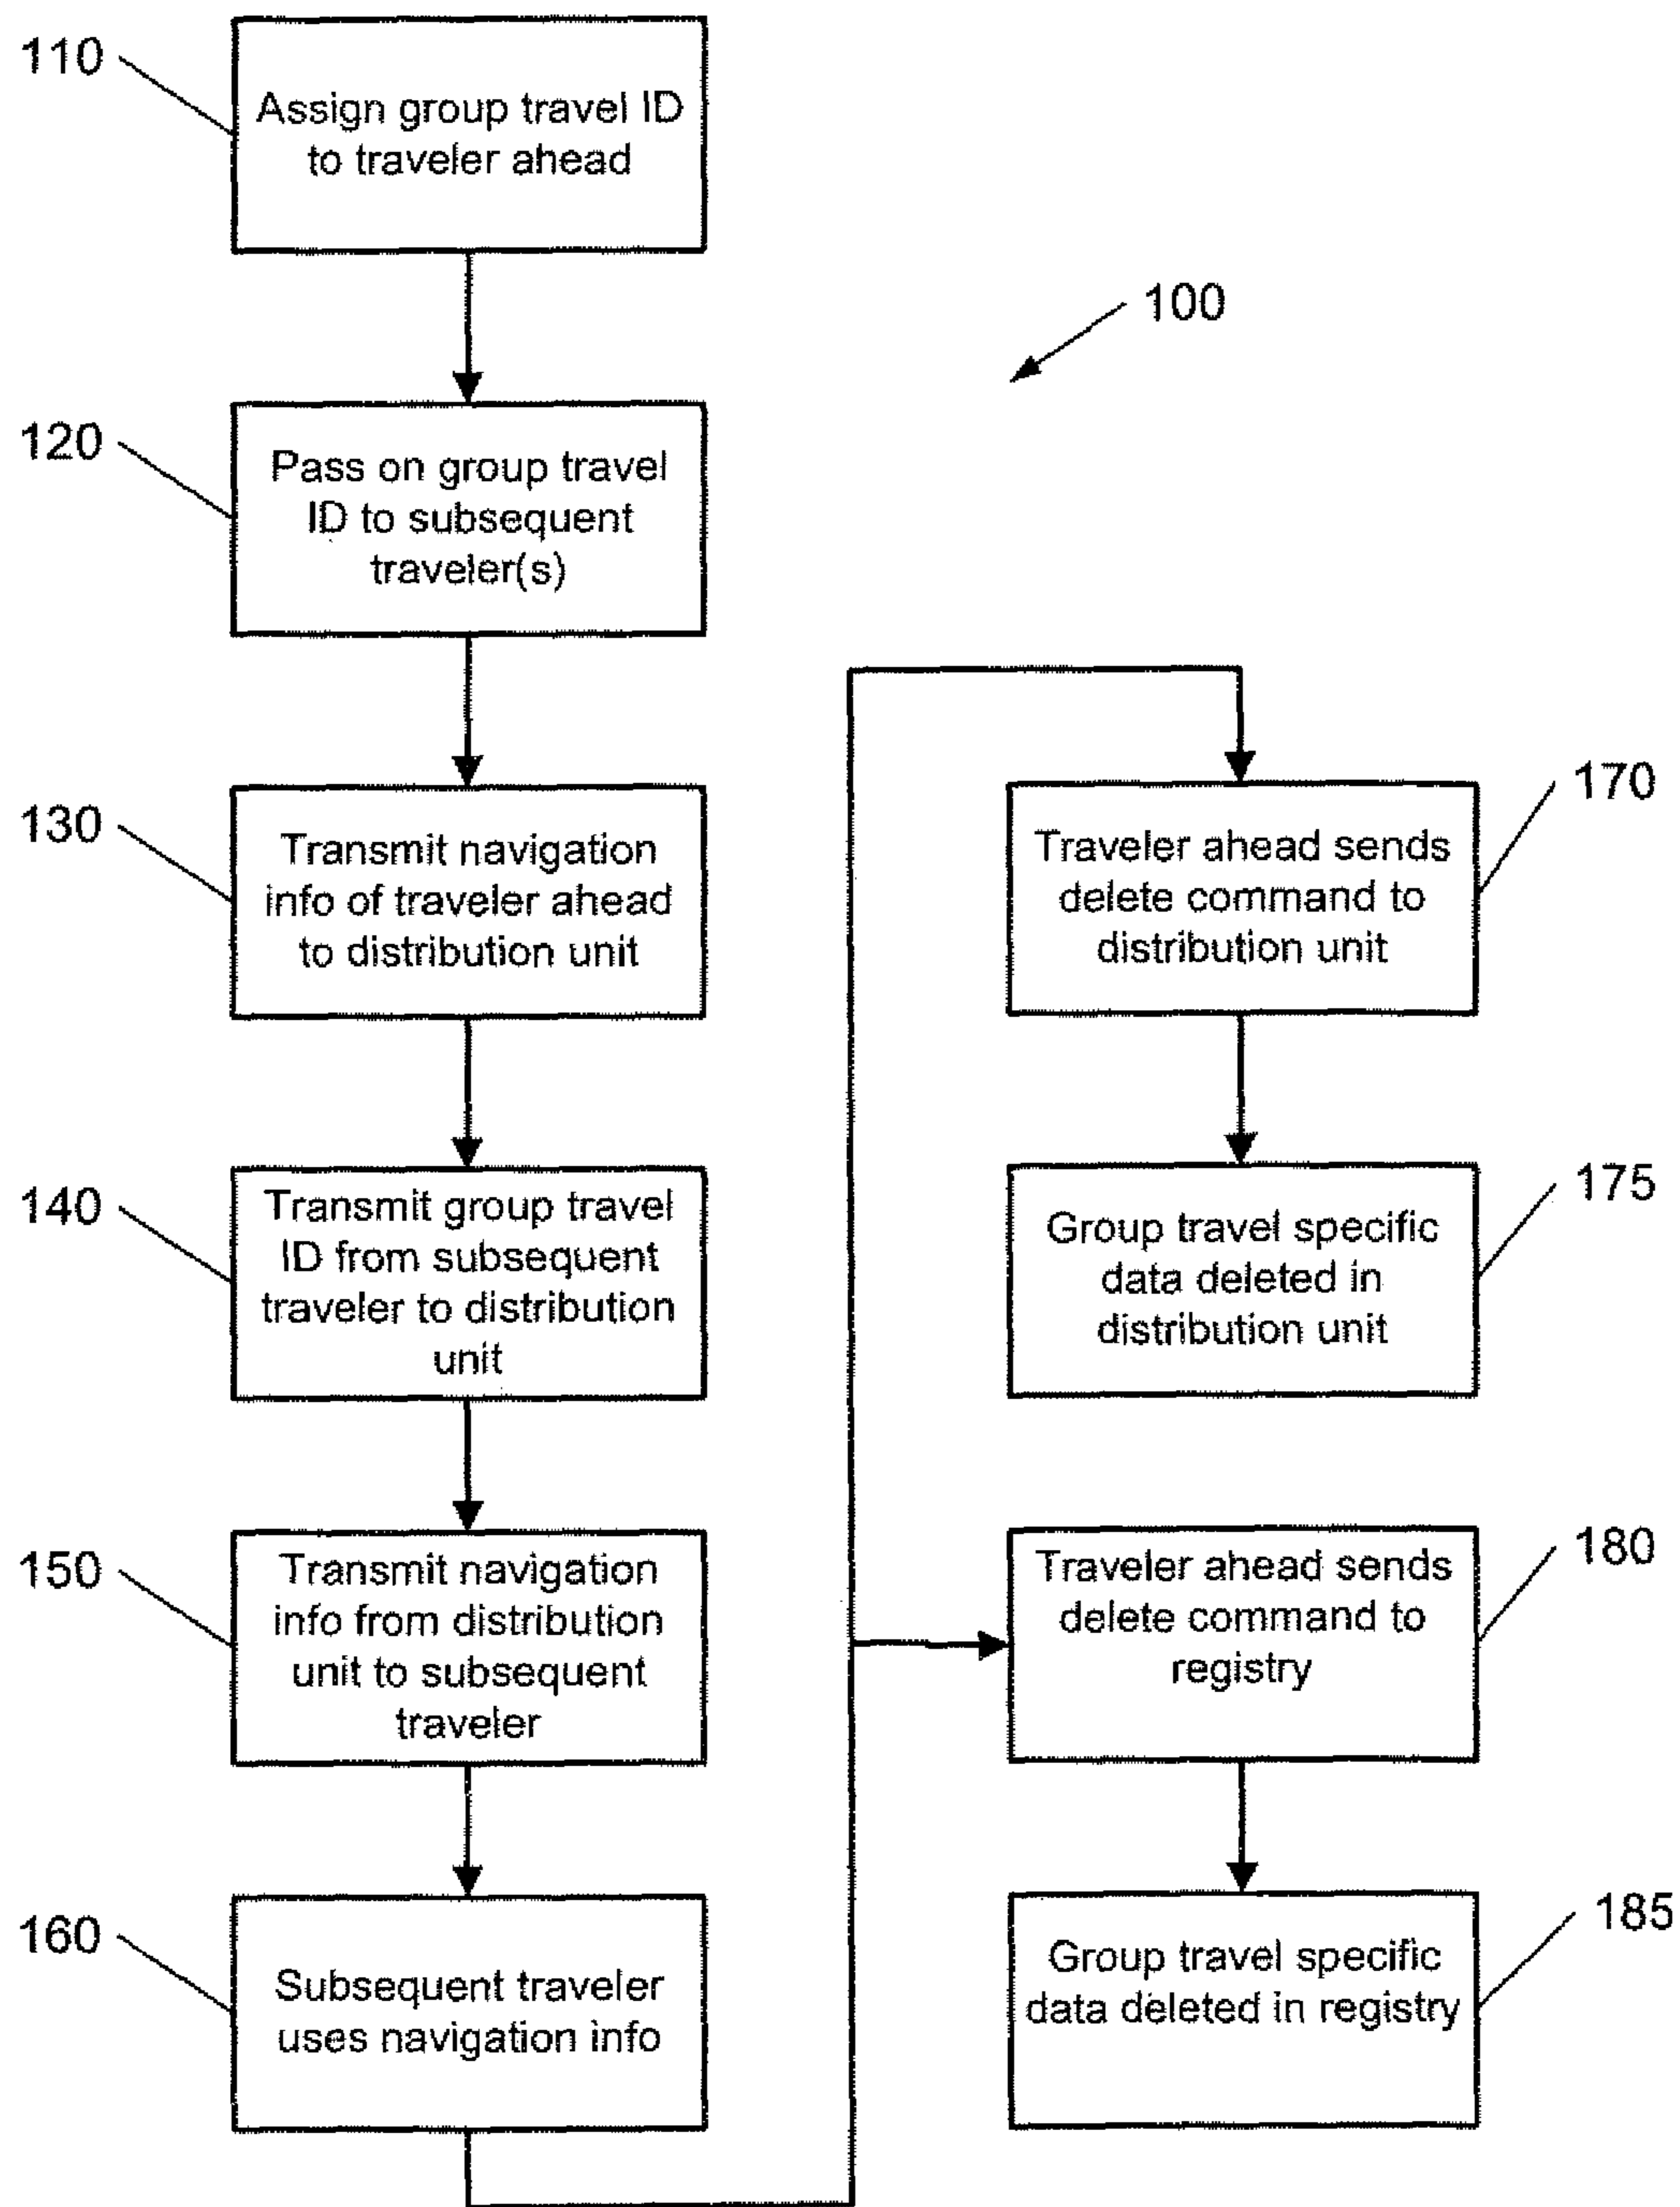 110
Assign group travel ID
to traveler ahead
100
120
Pass on group travel
ID to subsequent
traveler(s)
130
Transmit navigation
info of traveler ahead
to distribution unit
140
Transmit group travel
ID from subsequent
traveler to distribution
unit
150
Transmit navigation
info from distribution
unit to subsequent
traveler
160
Subsequent traveler
uses navigation info
170
Traveler ahead sends
delete command to
distribution unit
175
Group travel specific
data deleted in
distribution unit
180
Traveler ahead sends
delete command to
registry
185
Group travel specific
data deleted in registry